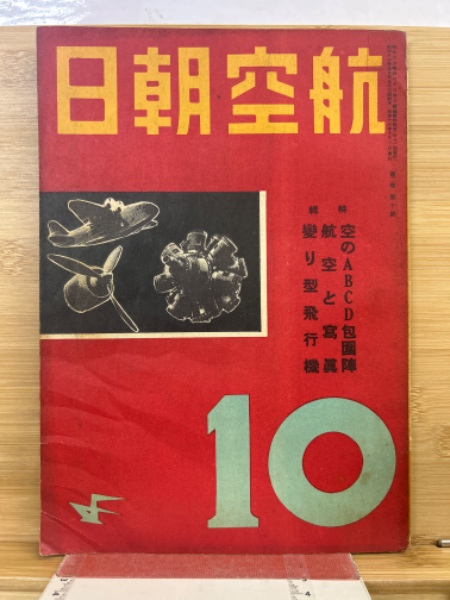 日朝空航
輯特
空のABCD包圍陣
航空と寫眞
變り型飛行機
10